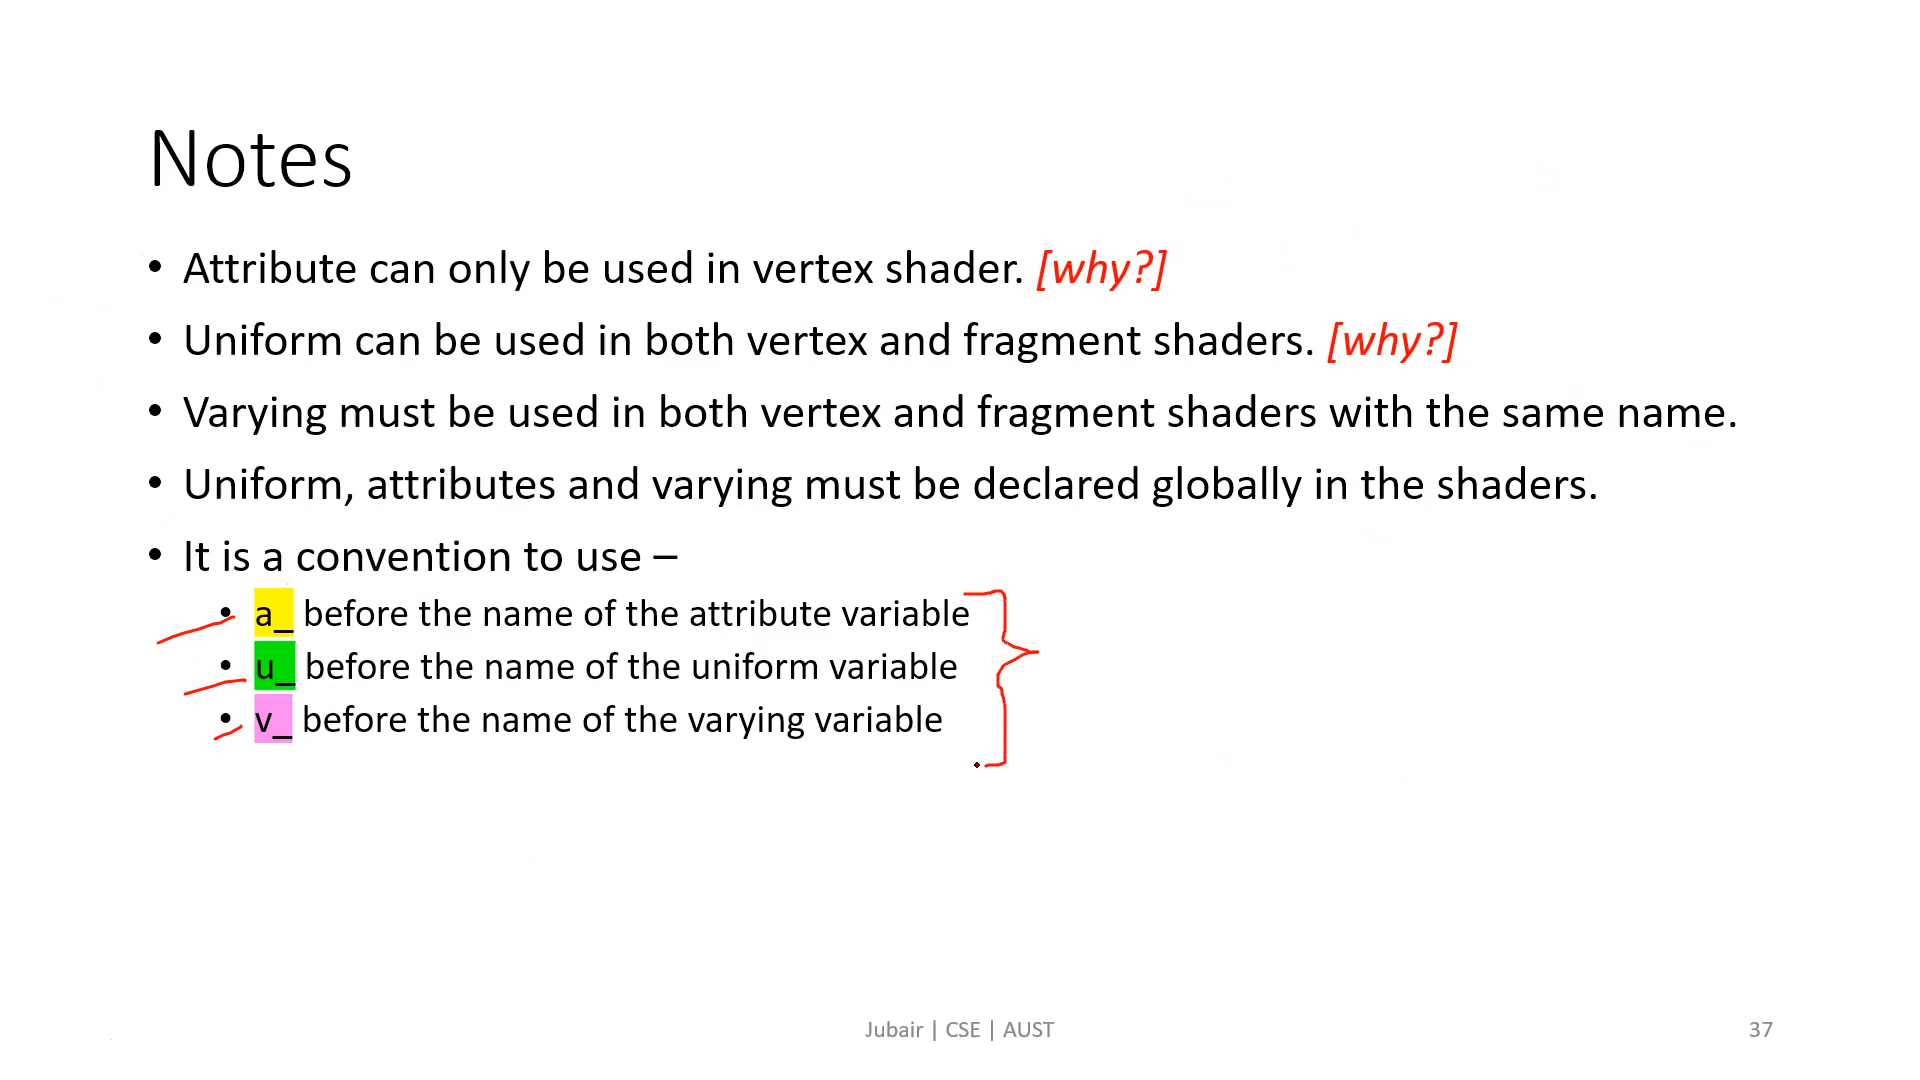 Notes
• Attribute can only be used in vertex shader. [why?]
• Uniform can be used in both vertex and fragment shaders. [why?]
• Varying must be used in both vertex and fragment shaders with the same name.
• Uniform, attributes and varying must be declared globally in the shaders.
• It is a convention to use –
• a_ before the name of the attribute variable
• u_ before the name of the uniform variable
• v_ before the name of the varying variable
Jubair | CSE | AUST
37